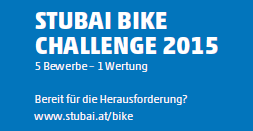 STUBAI BIKE
CHALLENGE 2015
5 Bewerbe – 1 Wertung
Bereit für die Herausforderung?
www.stubai.at/bike